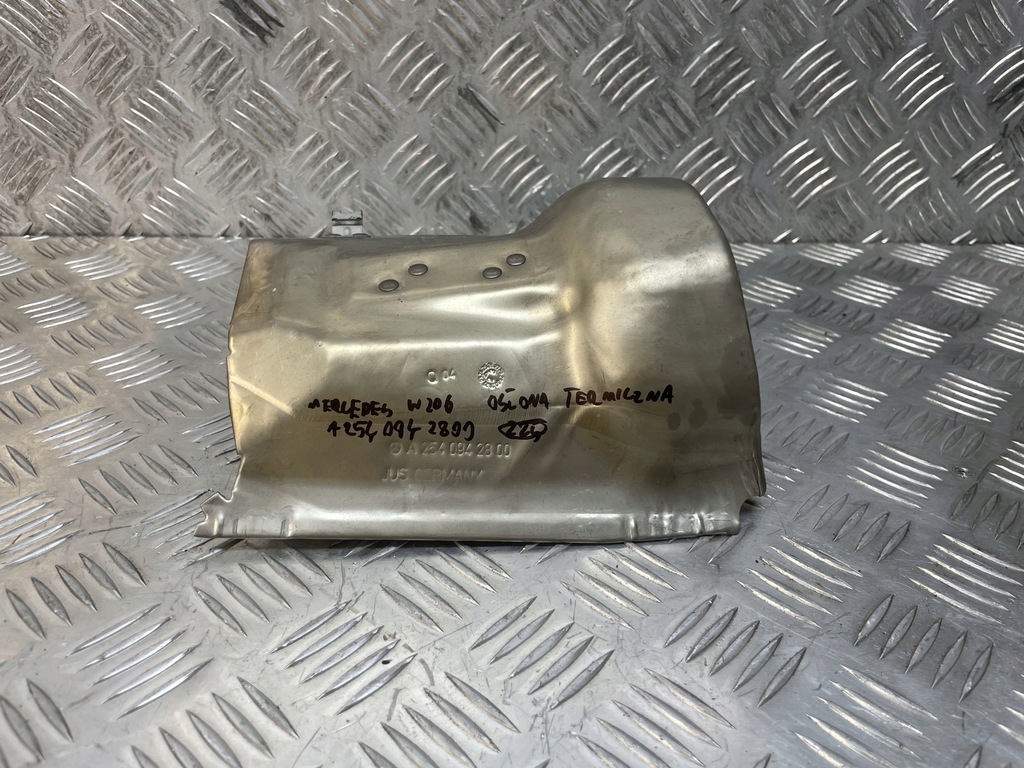 C 04
MERCEDES W206 OSŁONA TERMICZNA
A254 094 2800
A 254 094 28 00
JUS GERMANY